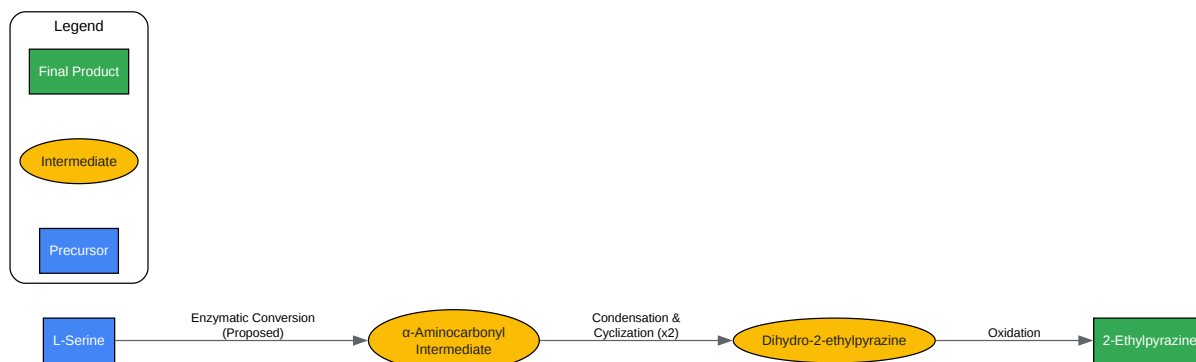 Legend
Final Product
Intermediate
Precursor
L-Serine
Enzymatic Conversion
(Proposed)
α-Aminocarbonyl
Intermediate
Condensation &
Cyclization (x2)
Dihydro-2-ethylpyrazine
Oxidation
2-Ethylpyrazine